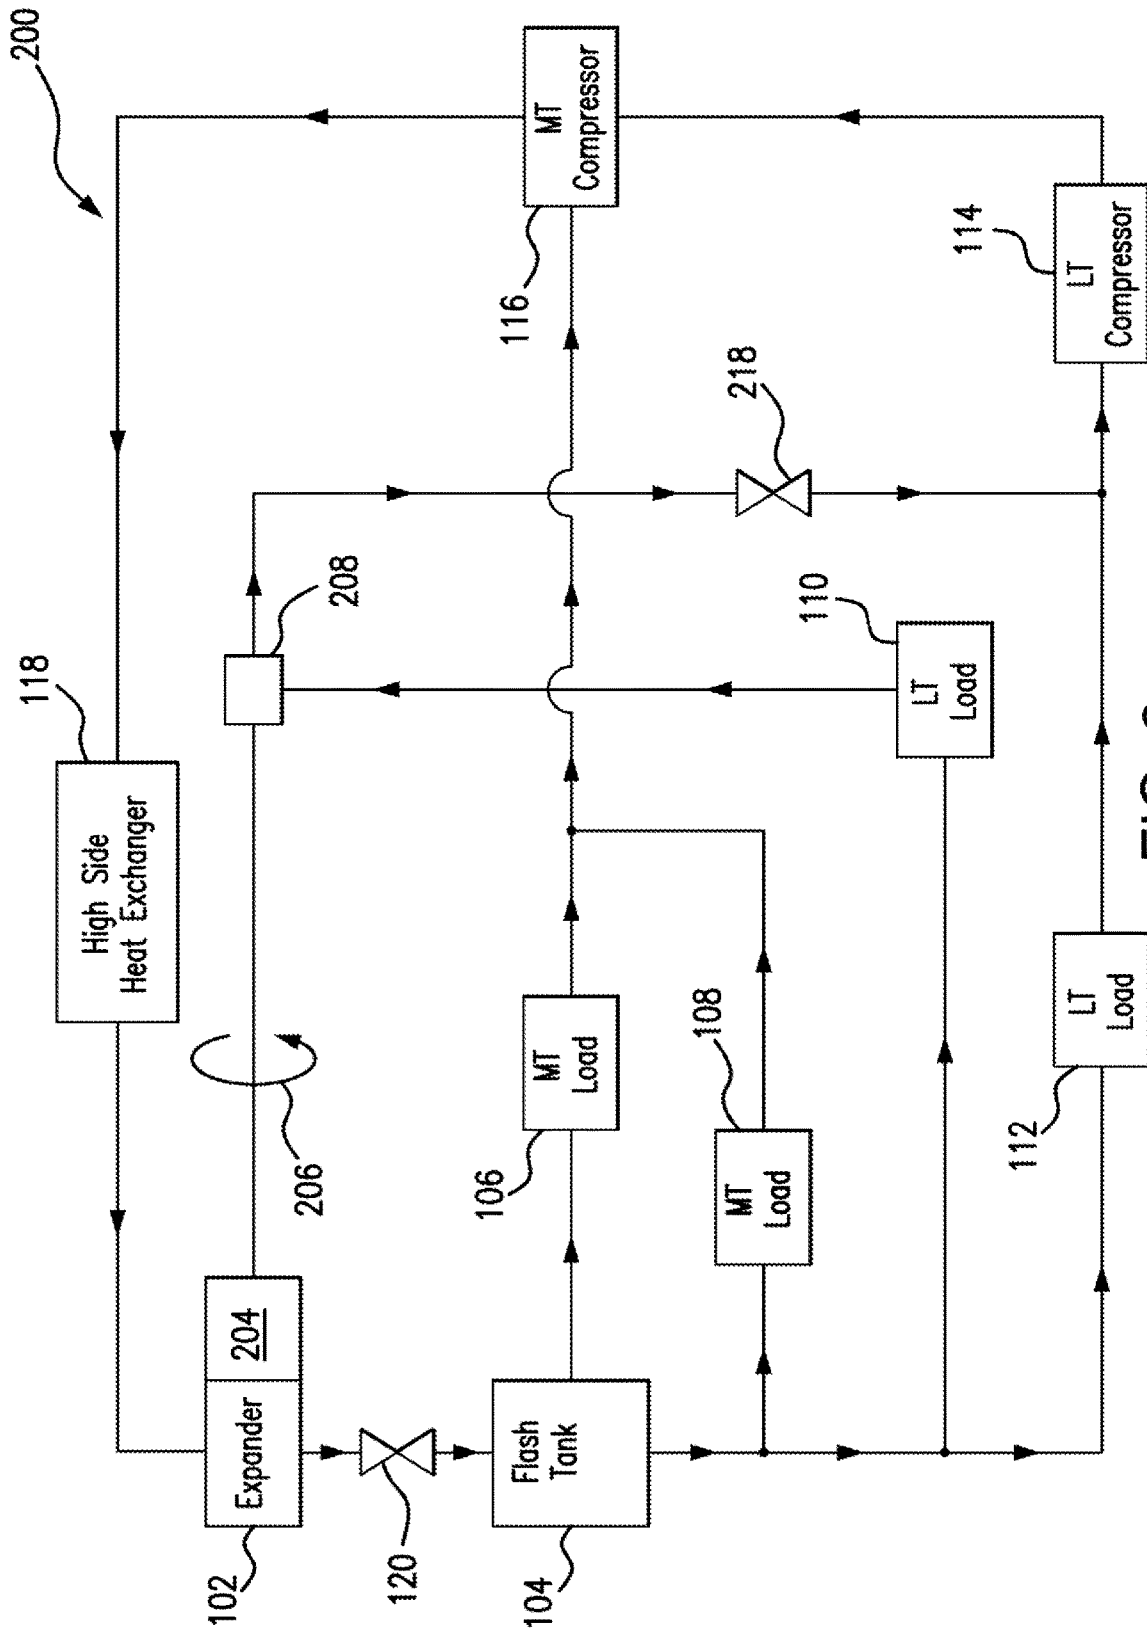 200
118
High Side
Heat Exchanger
102
Expander
204
206
208
120
104
Flash
Tank
106
MT
Load
116
MT
Compressor
108
MT
Load
218
110
LT
Load
112
LT
Load
114
LT
Compressor